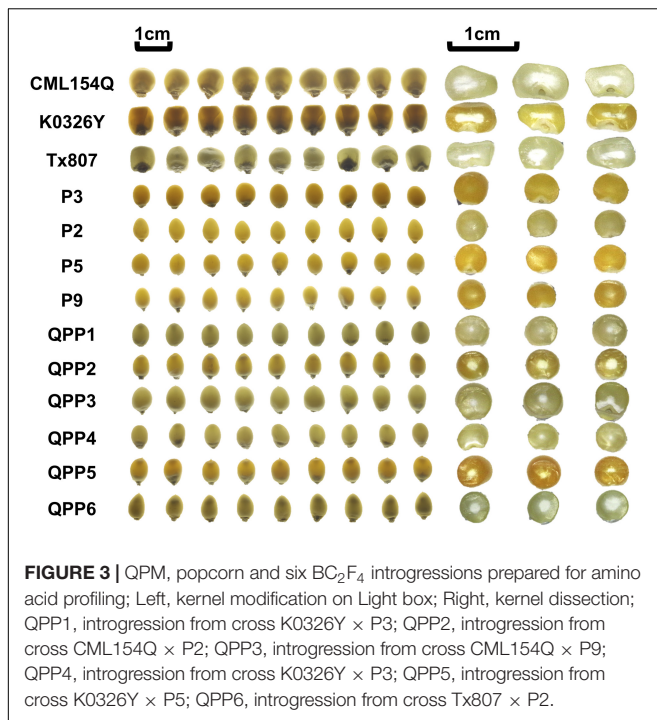 1cm 1cm
CML154Q
K0326Y
Tx807
P3
P2
P5
P9
QPP1
QPP2
QPP3
QPP4
QPP5
QPP6
FIGURE 3 | QPM, popcorn and six BC₂F₄ introgressions prepared for amino
acid profiling; Left, kernel modification on Light box; Right, kernel dissection;
QPP1, introgression from cross K0326Y × P3; QPP2, introgression from
cross CML154Q × P2; QPP3, introgression from cross CML154Q × P9;
QPP4, introgression from cross K0326Y × P3; QPP5, introgression from
cross K0326Y × P5; QPP6, introgression from cross Tx807 × P2.